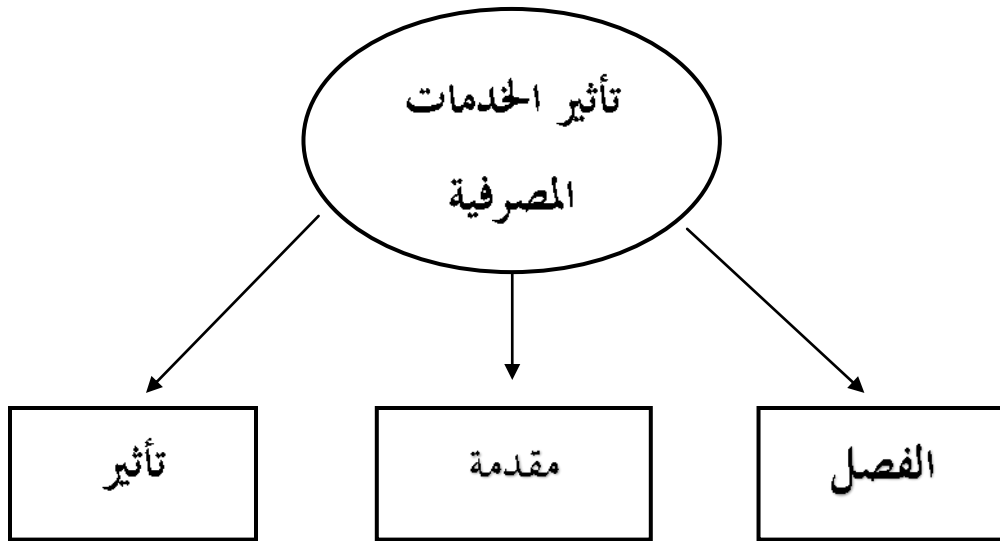 تأثير الخدمات
المصرفية
الفصل
مقدمة
تأثير